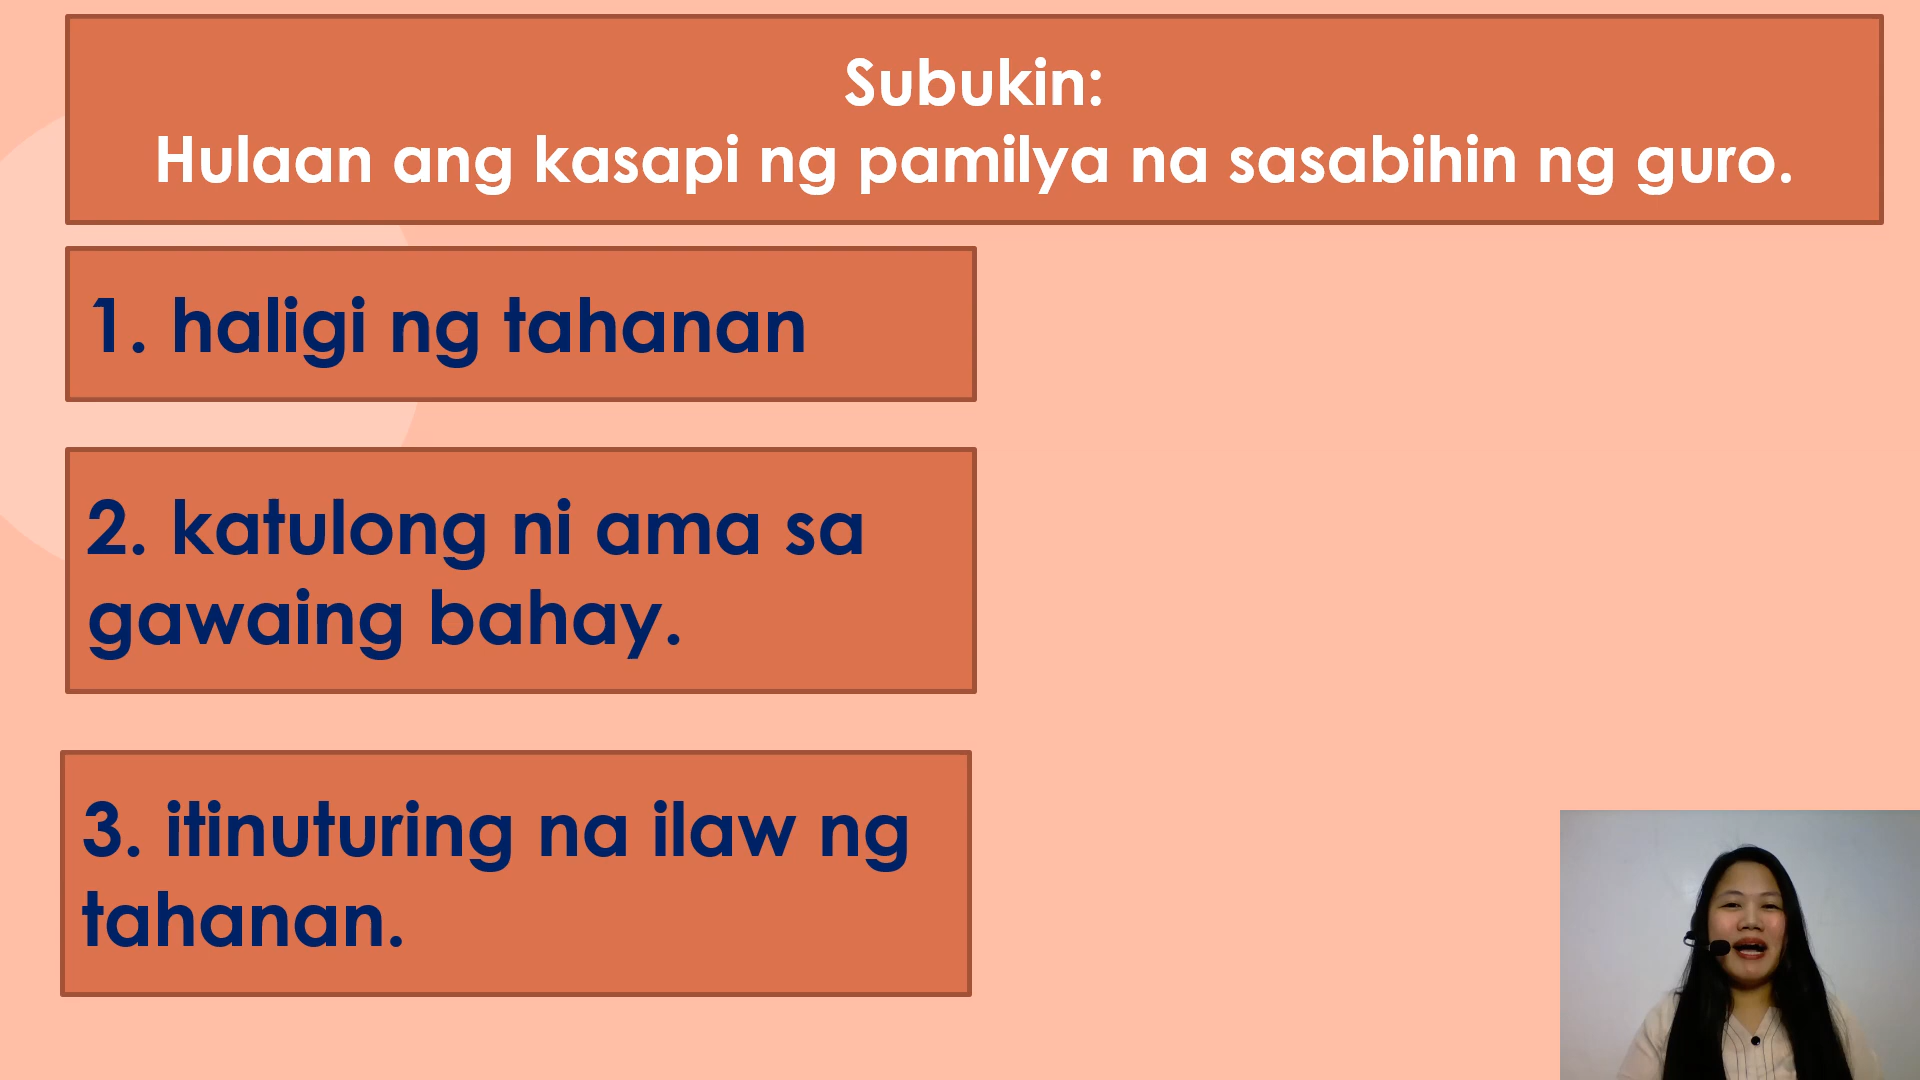 Subukin:
Hulaan ang kasapi ng pamilya na sasabihin ng guro.
1. haligi ng tahanan
2. katulong ni ama sa
gawaing bahay.
3. itinuturing na ilaw ng
tahanan.